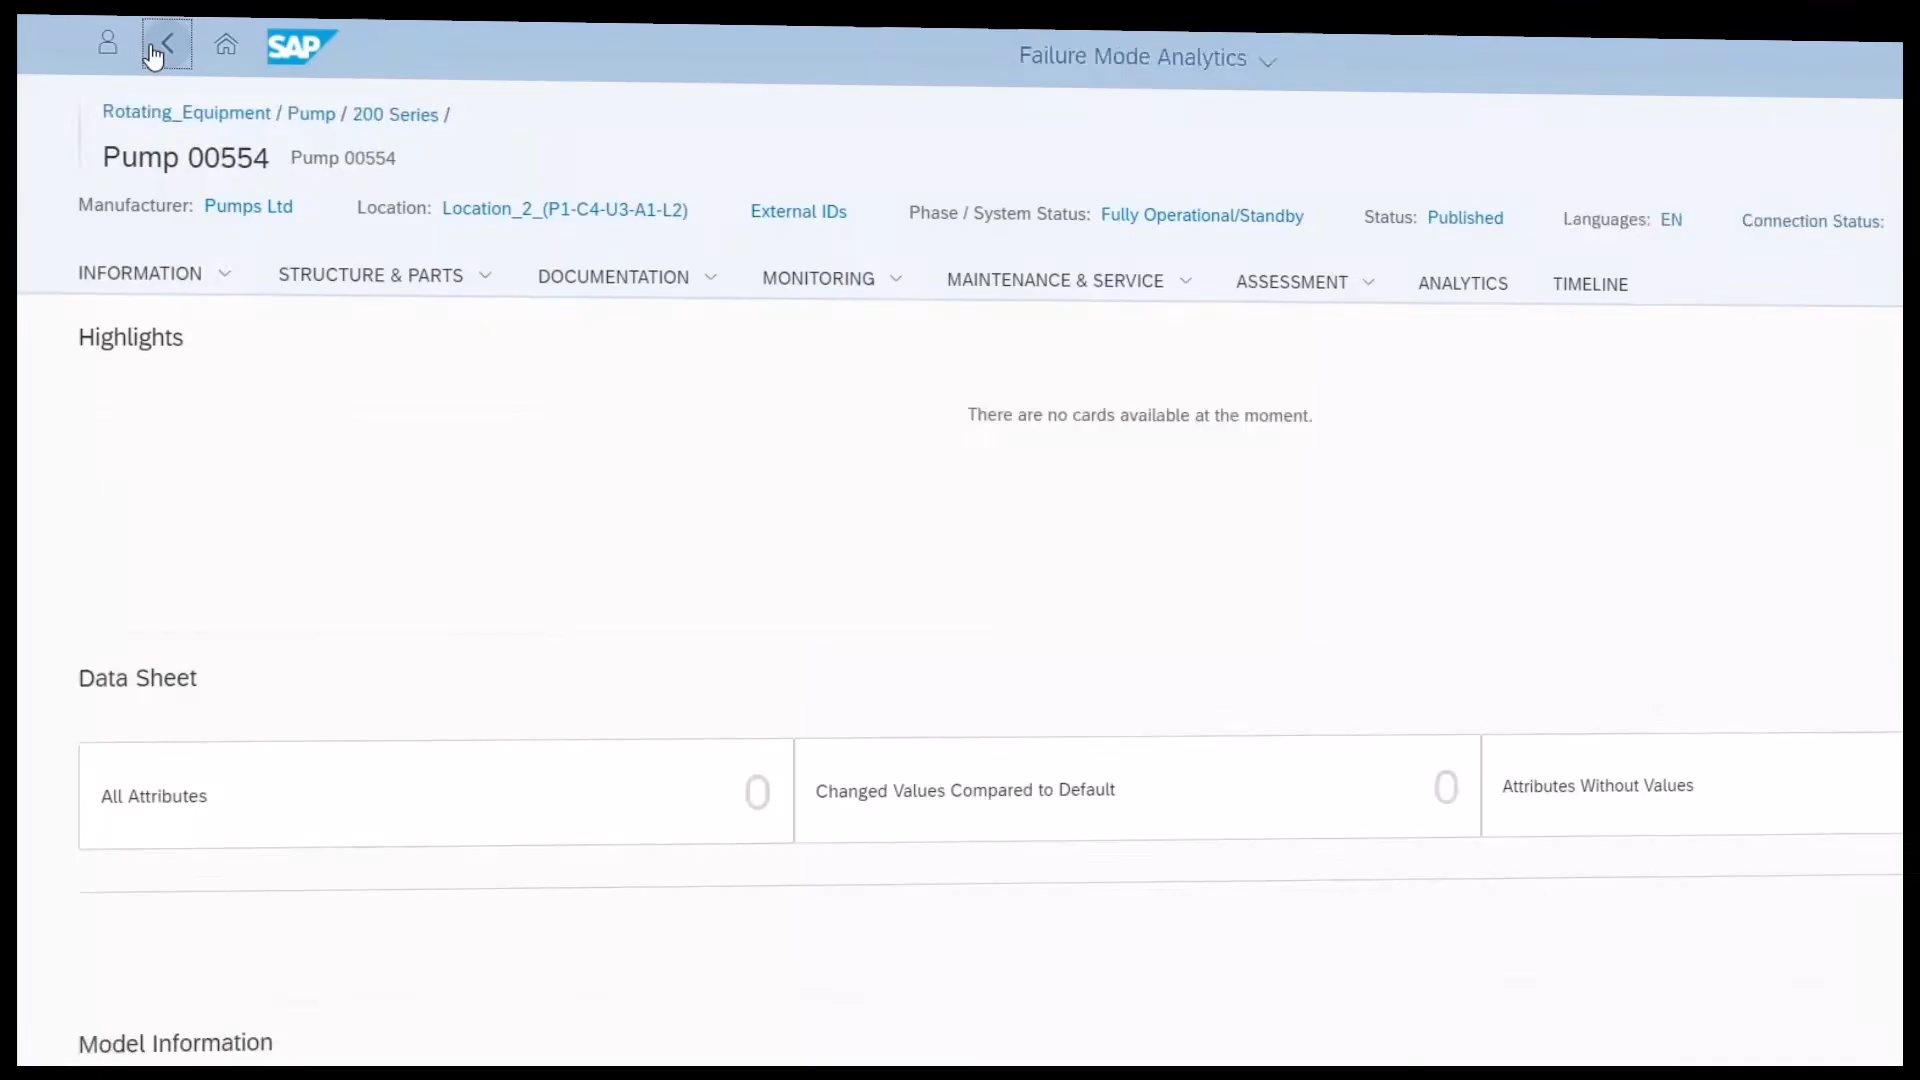 SAP
Failure Mode Analytics
Rotating_Equipment / Pump / 200 Series /
Pump 00554 Pump 00554
Manufacturer: Pumps Ltd Location: Location_2_(P1-C4-U3-A1-L2) External IDs Phase / System Status: Fully Operational/Standby Status: Published Languages: EN Connection Status:
INFORMATION STRUCTURE & PARTS DOCUMENTATION MONITORING MAINTENANCE & SERVICE ASSESSMENT ANALYTICS TIMELINE
Highlights
There are no cards available at the moment.
Data Sheet
All Attributes 0 Changed Values Compared to Default 0 Attributes Without Values
Model Information